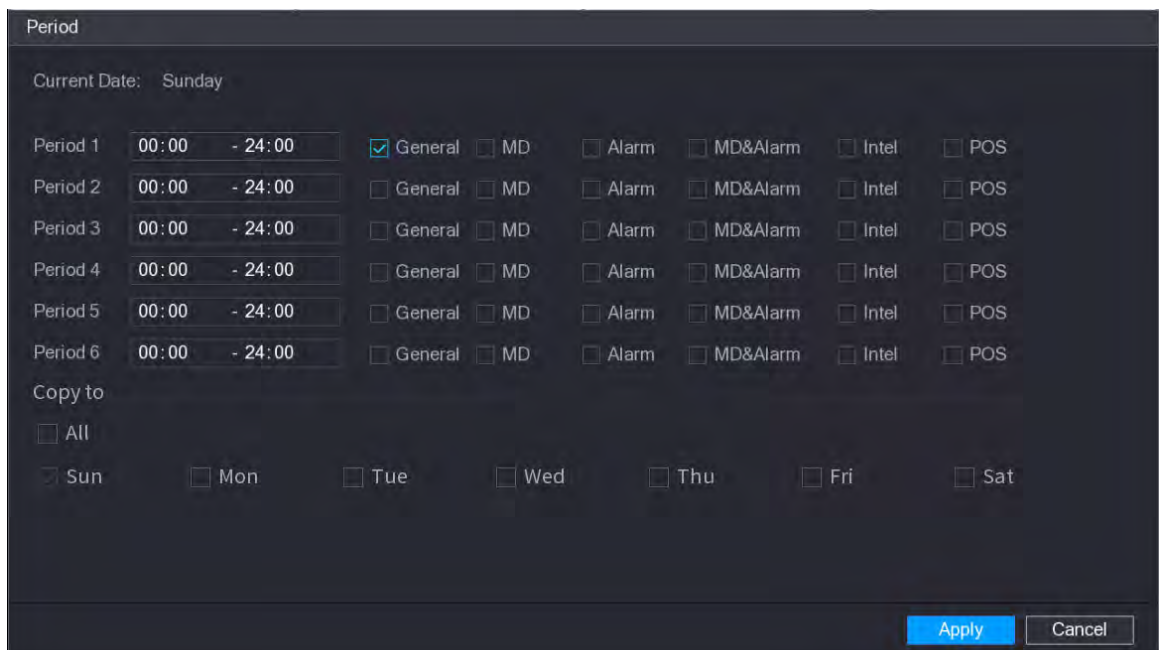 Period
Current Date: Sunday
Period 1 00:00 - 24:00 General MD Alarm MD&Alarm Intel POS
Period 2 00:00 - 24:00 General MD Alarm MD&Alarm Intel POS
Period 3 00:00 - 24:00 General MD Alarm MD&Alarm Intel POS
Period 4 00:00 - 24:00 General MD Alarm MD&Alarm Intel POS
Period 5 00:00 - 24:00 General MD Alarm MD&Alarm Intel POS
Period 6 00:00 - 24:00 General MD Alarm MD&Alarm Intel POS
Copy to
All
Sun Mon Tue Wed Thu Fri Sat
Apply Cancel